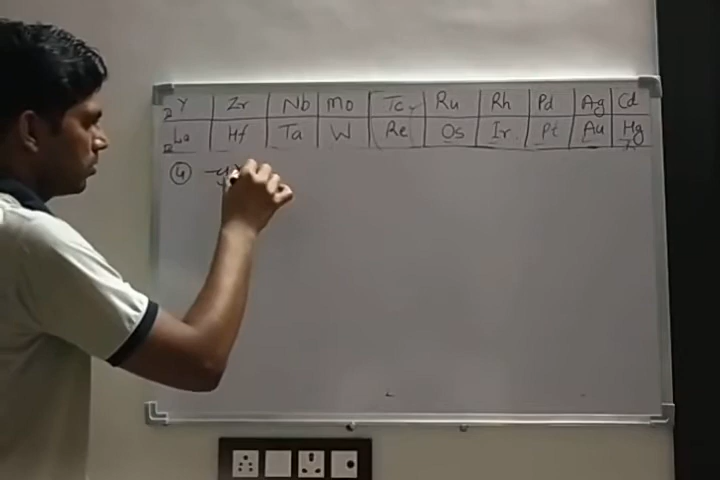 Y Zr Nb Mo Tc Ru Rh Pd Ag Cd
La Hf Ta W Re Os Ir Pt Au Hg
4